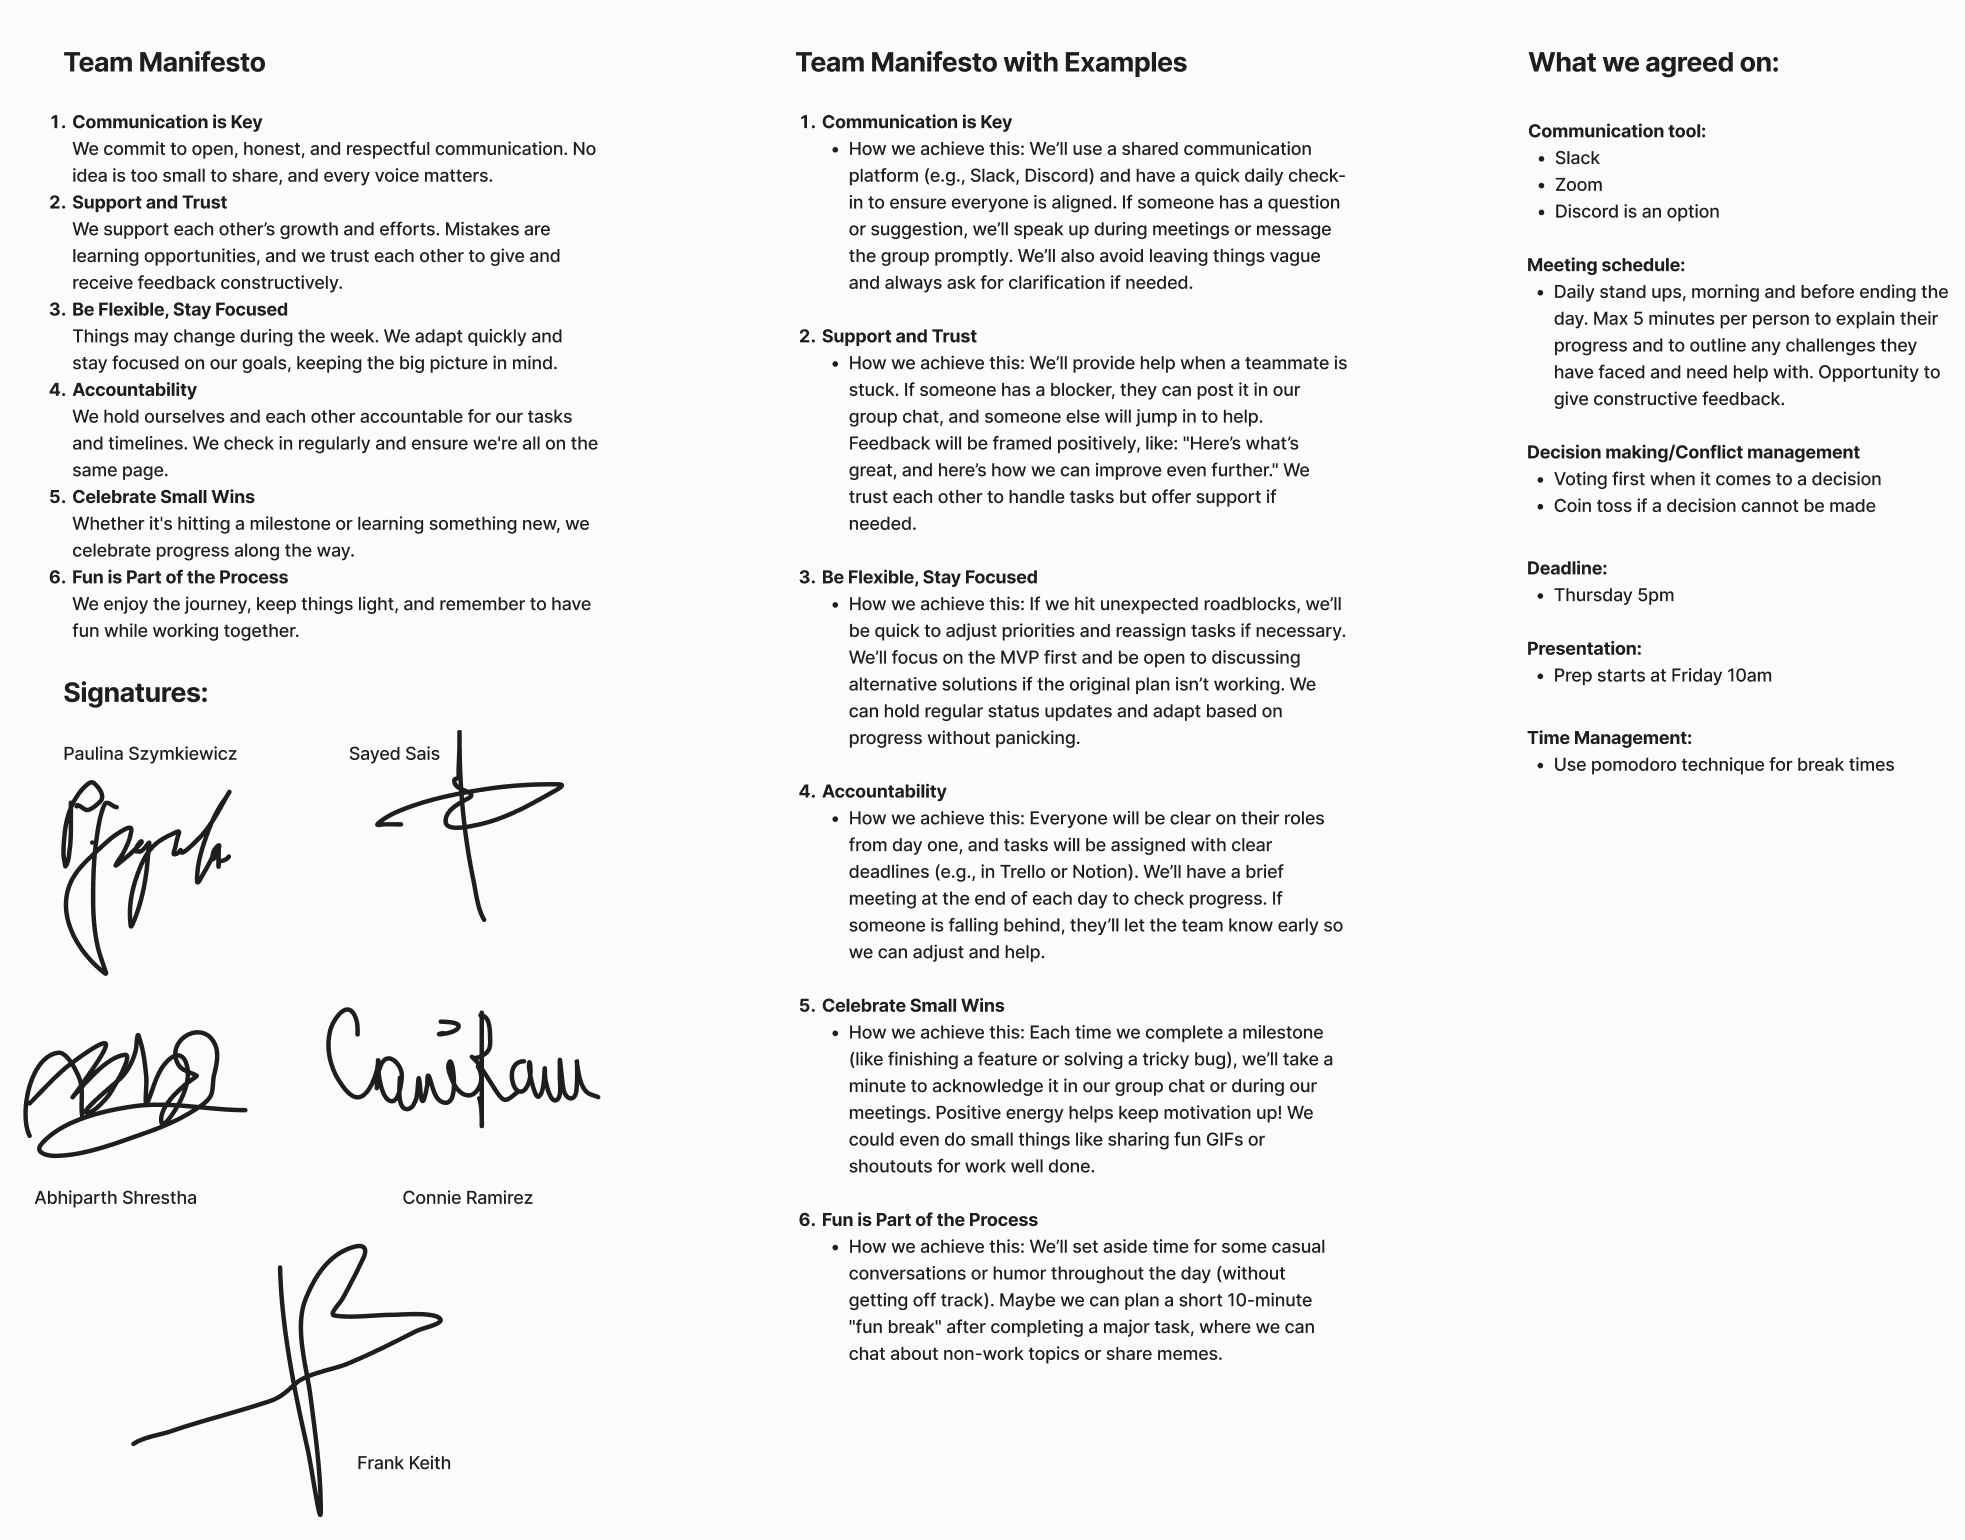 Team Manifesto
1. Communication is Key
We commit to open, honest, and respectful communication. No
idea is too small to share, and every voice matters.
2. Support and Trust
We support each other’s growth and efforts. Mistakes are
learning opportunities, and we trust each other to give and
receive feedback constructively.
3. Be Flexible, Stay Focused
Things may change during the week. We adapt quickly and
stay focused on our goals, keeping the big picture in mind.
4. Accountability
We hold ourselves and each other accountable for our tasks
and timelines. We check in regularly and ensure we're all on the
same page.
5. Celebrate Small Wins
Whether it's hitting a milestone or learning something new, we
celebrate progress along the way.
6. Fun is Part of the Process
We enjoy the journey, keep things light, and remember to have
fun while working together.
Signatures:
Paulina Szymkiewicz
Sayed Sais
Abhiparth Shrestha
Connie Ramirez
Frank Keith
Team Manifesto with Examples
1. Communication is Key
• How we achieve this: We’ll use a shared communication
platform (e.g., Slack, Discord) and have a quick daily check-
in to ensure everyone is aligned. If someone has a question
or suggestion, we’ll speak up during meetings or message
the group promptly. We’ll also avoid leaving things vague
and always ask for clarification if needed.
2. Support and Trust
• How we achieve this: We’ll provide help when a teammate is
stuck. If someone has a blocker, they can post it in our
group chat, and someone else will jump in to help.
Feedback will be framed positively, like: "Here’s what’s
great, and here’s how we can improve even further." We
trust each other to handle tasks but offer support if
needed.
3. Be Flexible, Stay Focused
• How we achieve this: If we hit unexpected roadblocks, we’ll
be quick to adjust priorities and reassign tasks if necessary.
We’ll focus on the MVP first and be open to discussing
alternative solutions if the original plan isn’t working. We
can hold regular status updates and adapt based on
progress without panicking.
4. Accountability
• How we achieve this: Everyone will be clear on their roles
from day one, and tasks will be assigned with clear
deadlines (e.g., in Trello or Notion). We’ll have a brief
meeting at the end of each day to check progress. If
someone is falling behind, they’ll let the team know early so
we can adjust and help.
5. Celebrate Small Wins
• How we achieve this: Each time we complete a milestone
(like finishing a feature or solving a tricky bug), we’ll take a
minute to acknowledge it in our group chat or during our
meetings. Positive energy helps keep motivation up! We
could even do small things like sharing fun GIFs or
shoutouts for work well done.
6. Fun is Part of the Process
• How we achieve this: We’ll set aside time for some casual
conversations or humor throughout the day (without
getting off track). Maybe we can plan a short 10-minute
"fun break" after completing a major task, where we can
chat about non-work topics or share memes.
What we agreed on:
Communication tool:
• Slack
• Zoom
• Discord is an option
Meeting schedule:
• Daily stand ups, morning and before ending the
day. Max 5 minutes per person to explain their
progress and to outline any challenges they
have faced and need help with. Opportunity to
give constructive feedback.
Decision making/Conflict management
• Voting first when it comes to a decision
• Coin toss if a decision cannot be made
Deadline:
• Thursday 5pm
Presentation:
• Prep starts at Friday 10am
Time Management:
• Use pomodoro technique for break times